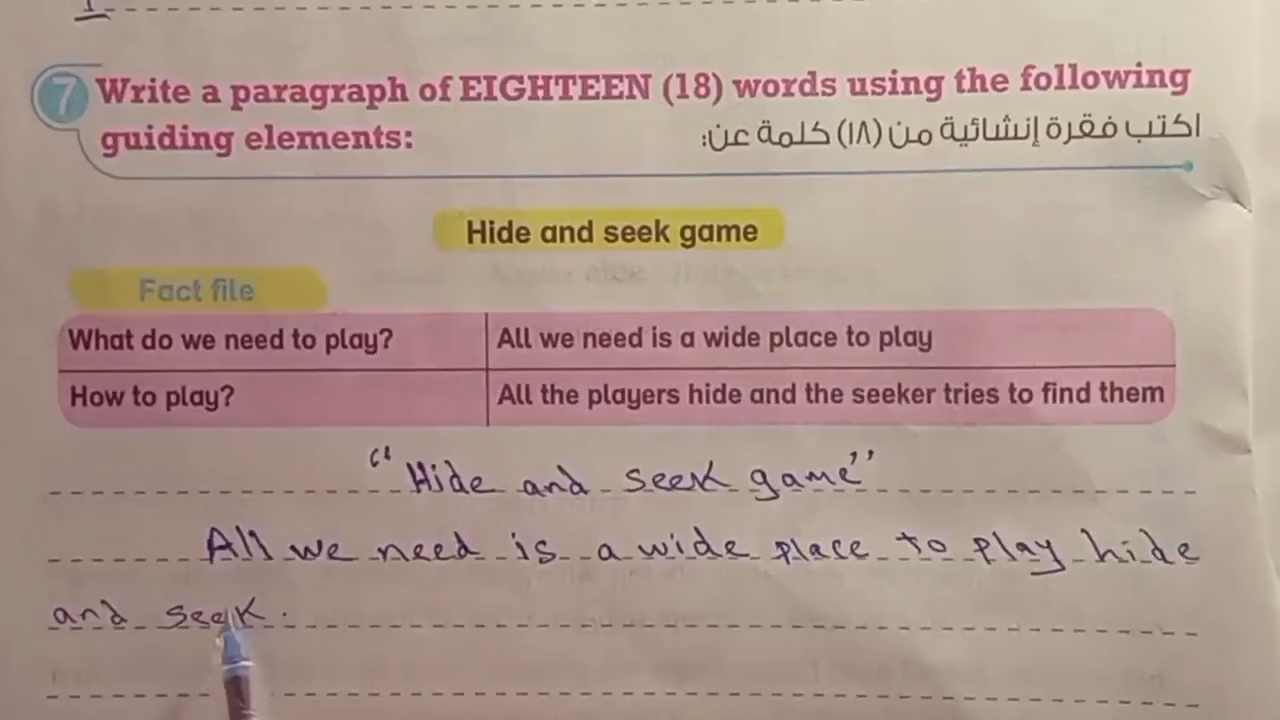 7 Write a paragraph of EIGHTEEN (18) words using the following
guiding elements:
اكتب فقرة إنشائية من (١٨) كلمة عن:
Hide and seek game
Fact file
What do we need to play? All we need is a wide place to play
How to play? All the players hide and the seeker tries to find them
“Hide and seek game”
All we need is a wide place to play hide
and seek.